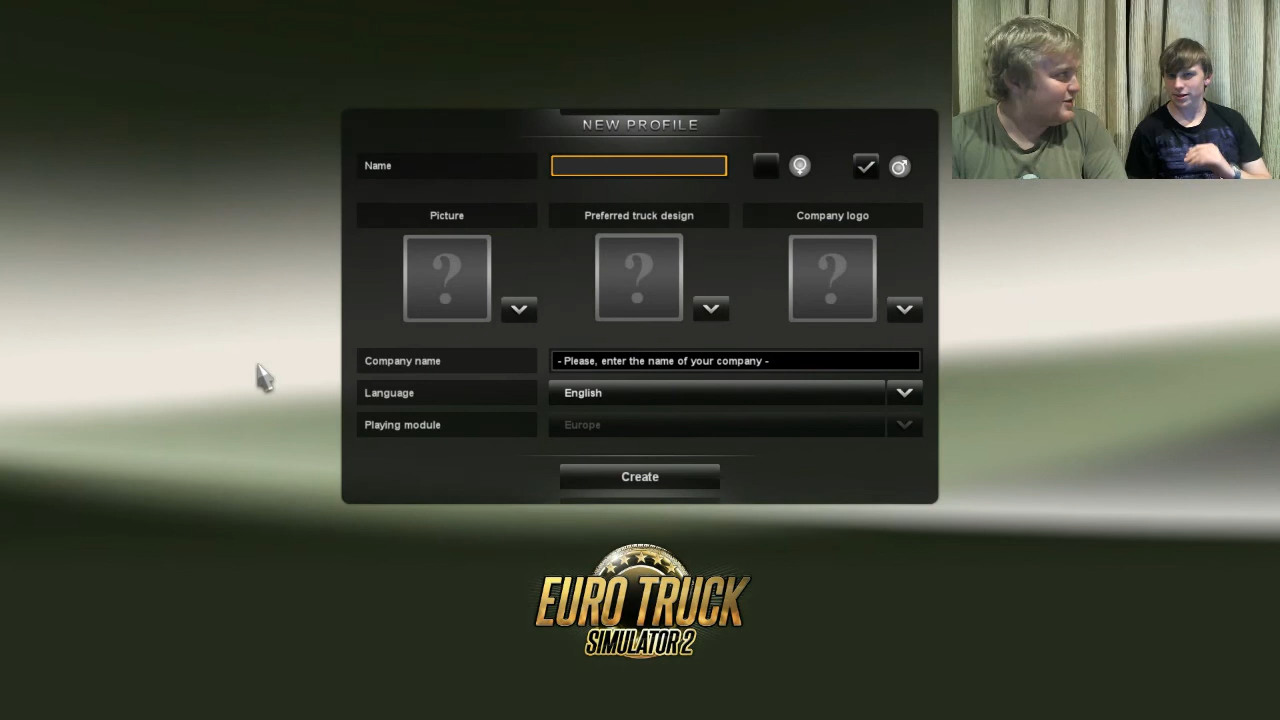 NEW PROFILE
Name
Picture
Preferred truck design
Company logo
?
?
?
Company name
- Please, enter the name of your company -
Language
English
Playing module
Europe
Create
EURO TRUCK
SIMULATOR 2